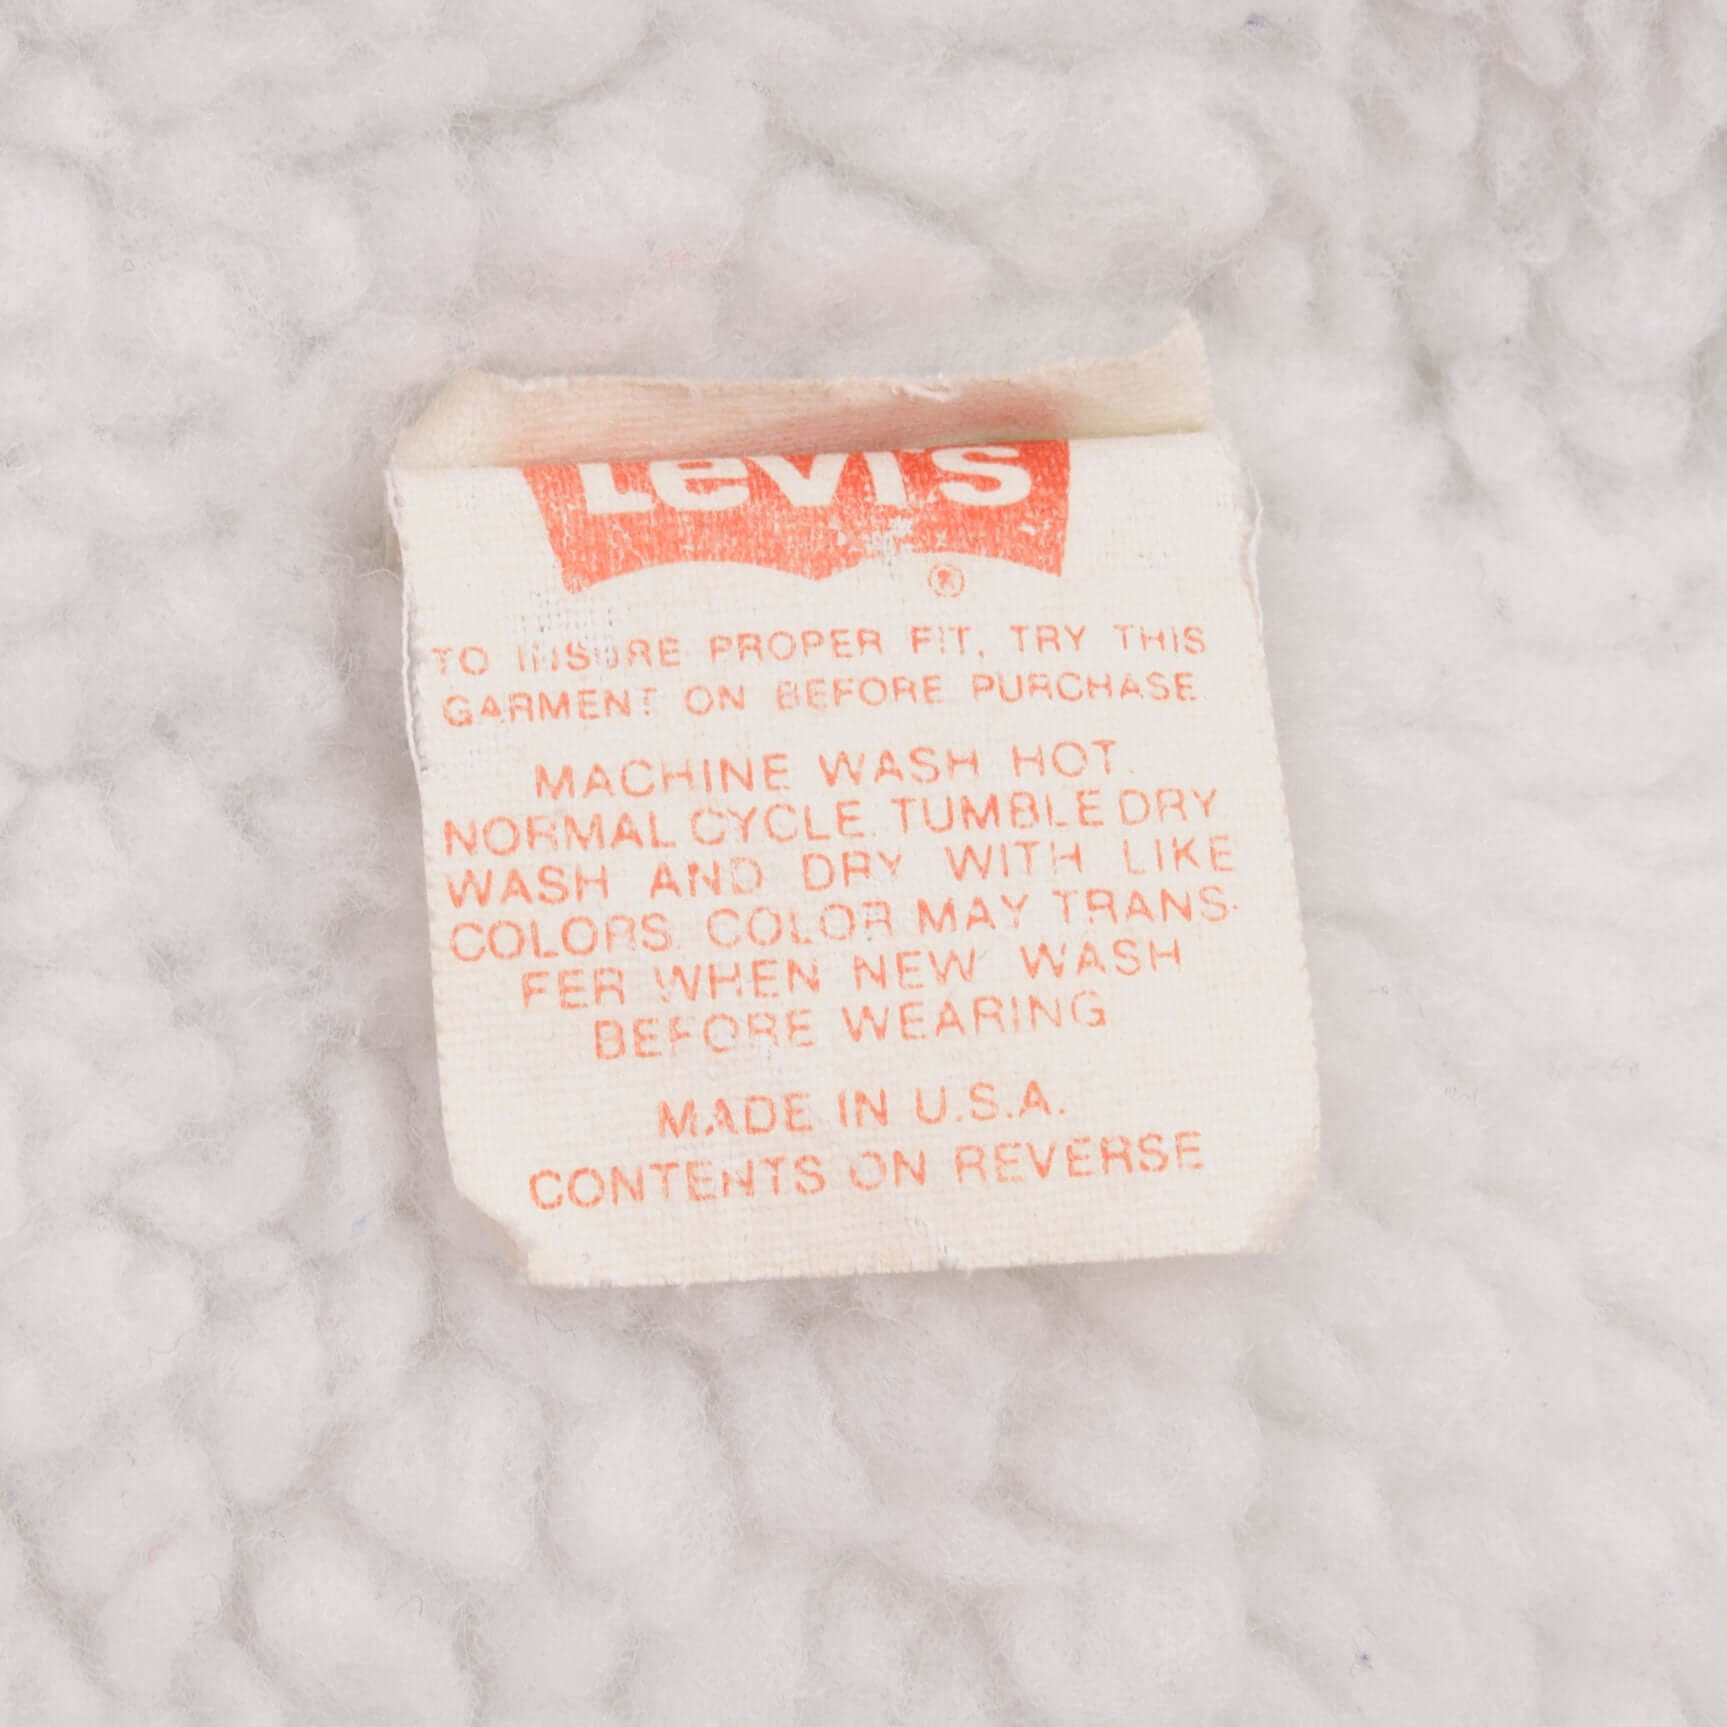 Levi's
®
TO INSURE PROPER FIT, TRY THIS
GARMENT ON BEFORE PURCHASE
MACHINE WASH HOT.
NORMAL CYCLE. TUMBLE DRY
WASH AND DRY WITH LIKE
COLORS. COLOR MAY TRANS-
FER WHEN NEW WASH
BEFORE WEARING
MADE IN U.S.A.
CONTENTS ON REVERSE